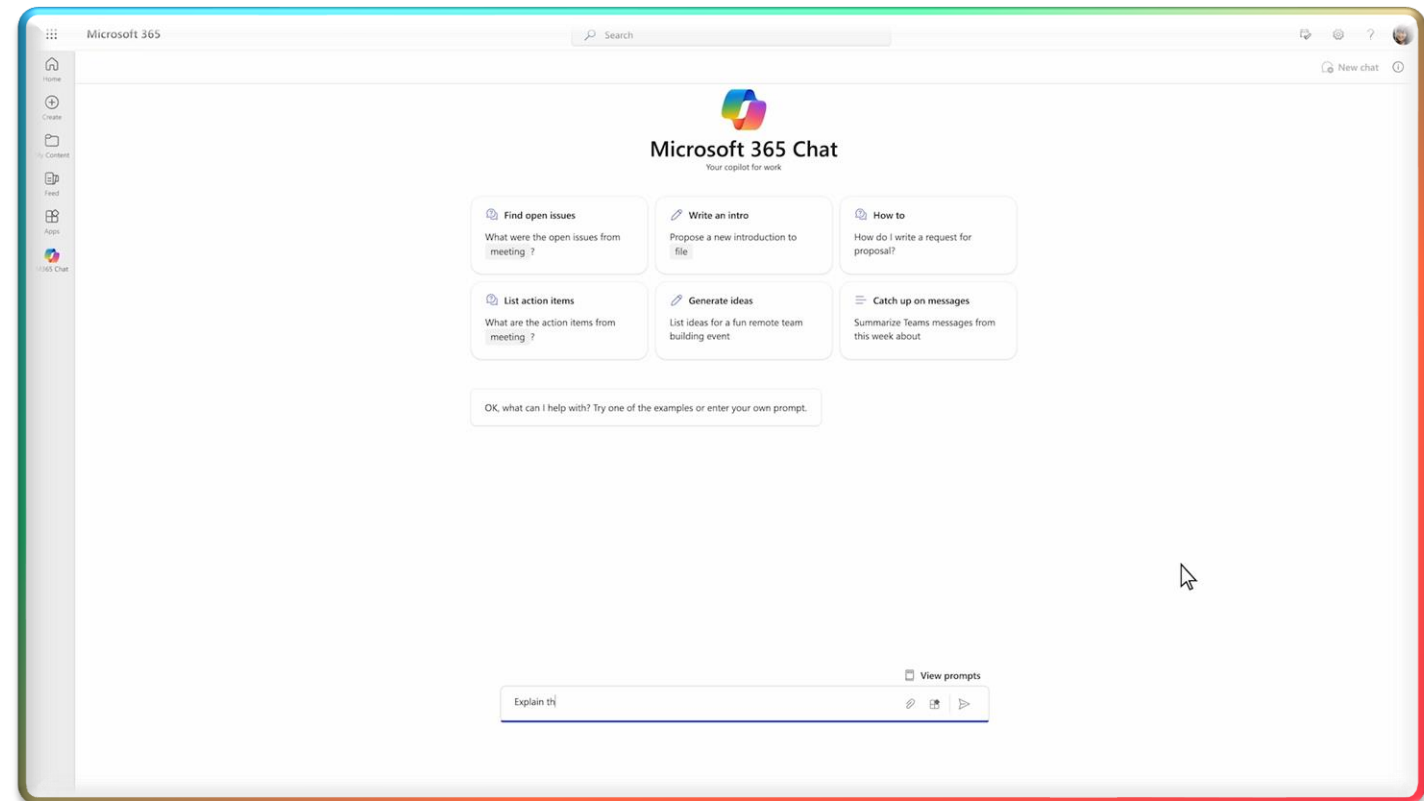 Microsoft 365
Search
Home
Create
My Content
Feed
Apps
M365 Chat
New chat
Microsoft 365 Chat
Your copilot for work
Find open issues
What were the open issues from
meeting ?
Write an intro
Propose a new introduction to
file
How to
How do I write a request for
proposal?
List action items
What are the action items from
meeting ?
Generate ideas
List ideas for a fun remote team
building event
Catch up on messages
Summarize Teams messages from
this week about
OK, what can I help with? Try one of the examples or enter your own prompt.
View prompts
Explain th